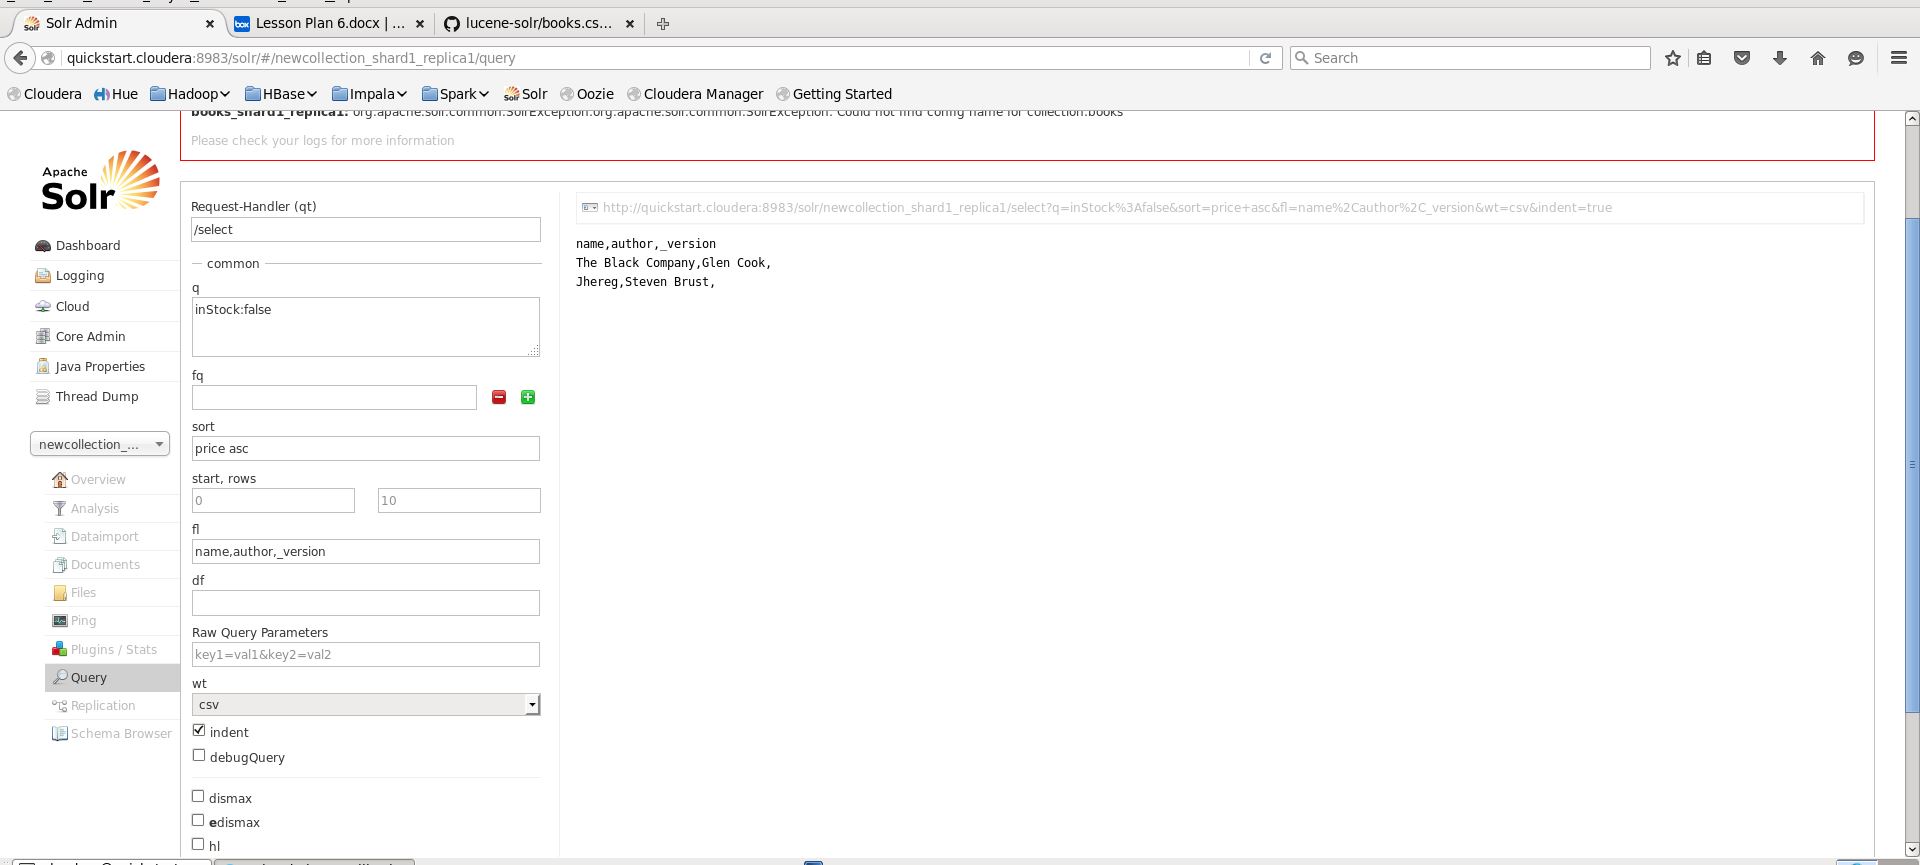 Solr Admin
Lesson Plan 6.docx | ...
lucene-solr/books.cs...
quickstart.cloudera:8983/solr/#/newcollection_shard1_replica1/query
Search
Cloudera
Hue
Hadoop
HBase
Impala
Spark
Solr
Oozie
Cloudera Manager
Getting Started
books_shard1_replica1: org.apache.solr.common.SolrException:org.apache.solr.common.SolrException: Could not find config name for collection:books
Please check your logs for more information
Apache
Solr
Dashboard
Logging
Cloud
Core Admin
Java Properties
Thread Dump
newcollection_...
Overview
Analysis
Dataimport
Documents
Files
Ping
Plugins / Stats
Query
Replication
Schema Browser
Request-Handler (qt)
/select
common
q
inStock:false
fq
sort
price asc
start, rows
0
10
fl
name,author,_version
df
Raw Query Parameters
key1=val1&key2=val2
wt
csv
indent
debugQuery
dismax
edismax
hl
http://quickstart.cloudera:8983/solr/newcollection_shard1_replica1/select?q=inStock%3Afalse&sort=price+asc&fl=name%2Cauthor%2C_version&wt=csv&indent=true
name,author,_version
The Black Company,Glen Cook,
Jhereg,Steven Brust,